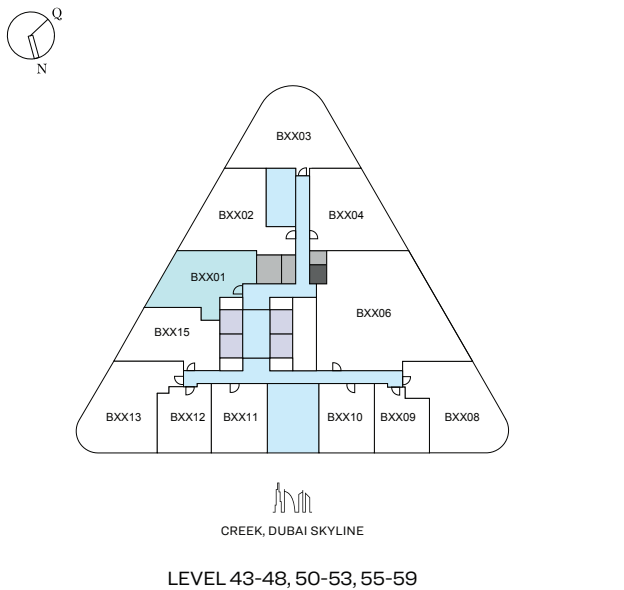 Q
N
BXX03
BXX02
BXX04
BXX01
BXX06
BXX15
BXX13
BXX12
BXX11
BXX10
BXX09
BXX08
CREEK, DUBAI SKYLINE
LEVEL 43-48, 50-53, 55-59